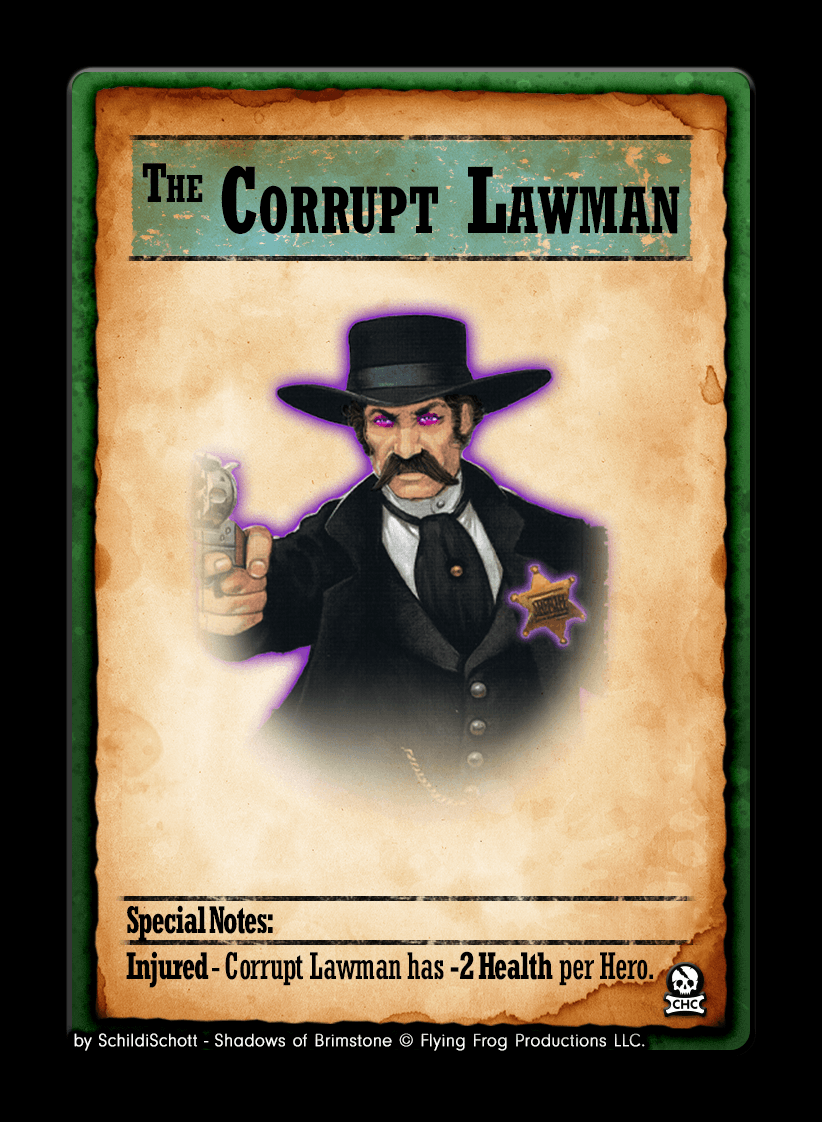 The Corrupt Lawman
Special Notes:
Injured - Corrupt Lawman has -2 Health per Hero.
CHC
by SchildiSchott - Shadows of Brimstone © Flying Frog Productions LLC.